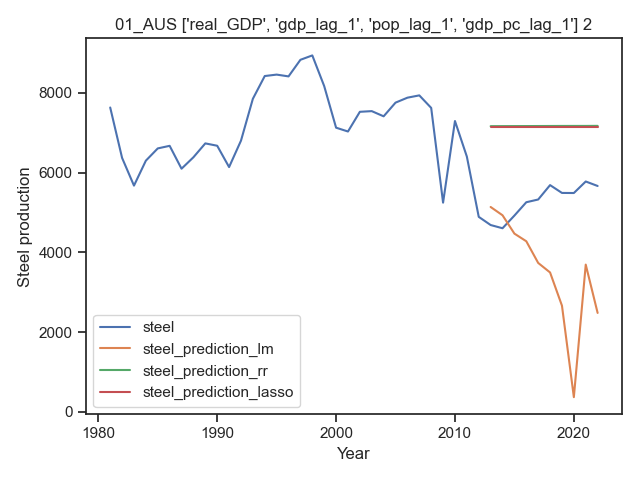 01_AUS ['real_GDP', 'gdp_lag_1', 'pop_lag_1', 'gdp_pc_lag_1'] 2
8000
6000
4000
2000
0
Steel production
steel
steel_prediction_lm
steel_prediction_rr
steel_prediction_lasso
1980
1990
2000
2010
2020
Year